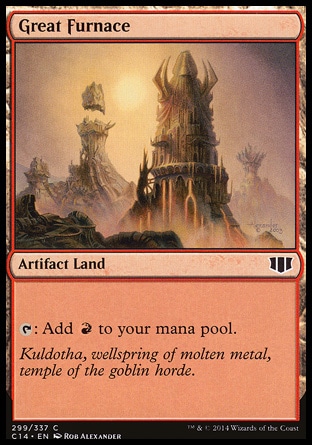 Great Furnace
Artifact Land
: Add to your mana pool.
Kuldotha, wellspring of molten metal,
temple of the goblin horde.
299/337 C
C14 • EN Rob Alexander
™ & © 2014 Wizards of the Coast